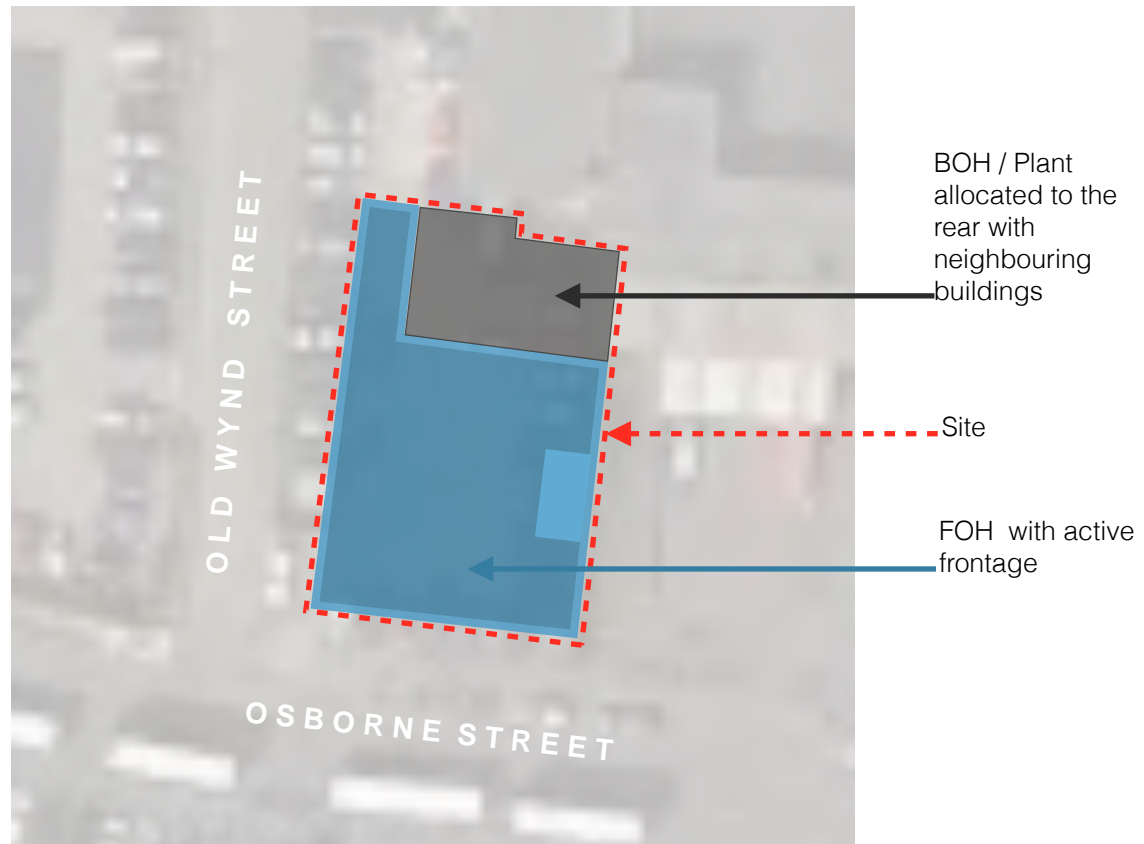 OLD WYND STREET
OSBORNE STREET
BOH / Plant
allocated to the
rear with
neighbouring
buildings
Site
FOH with active
frontage